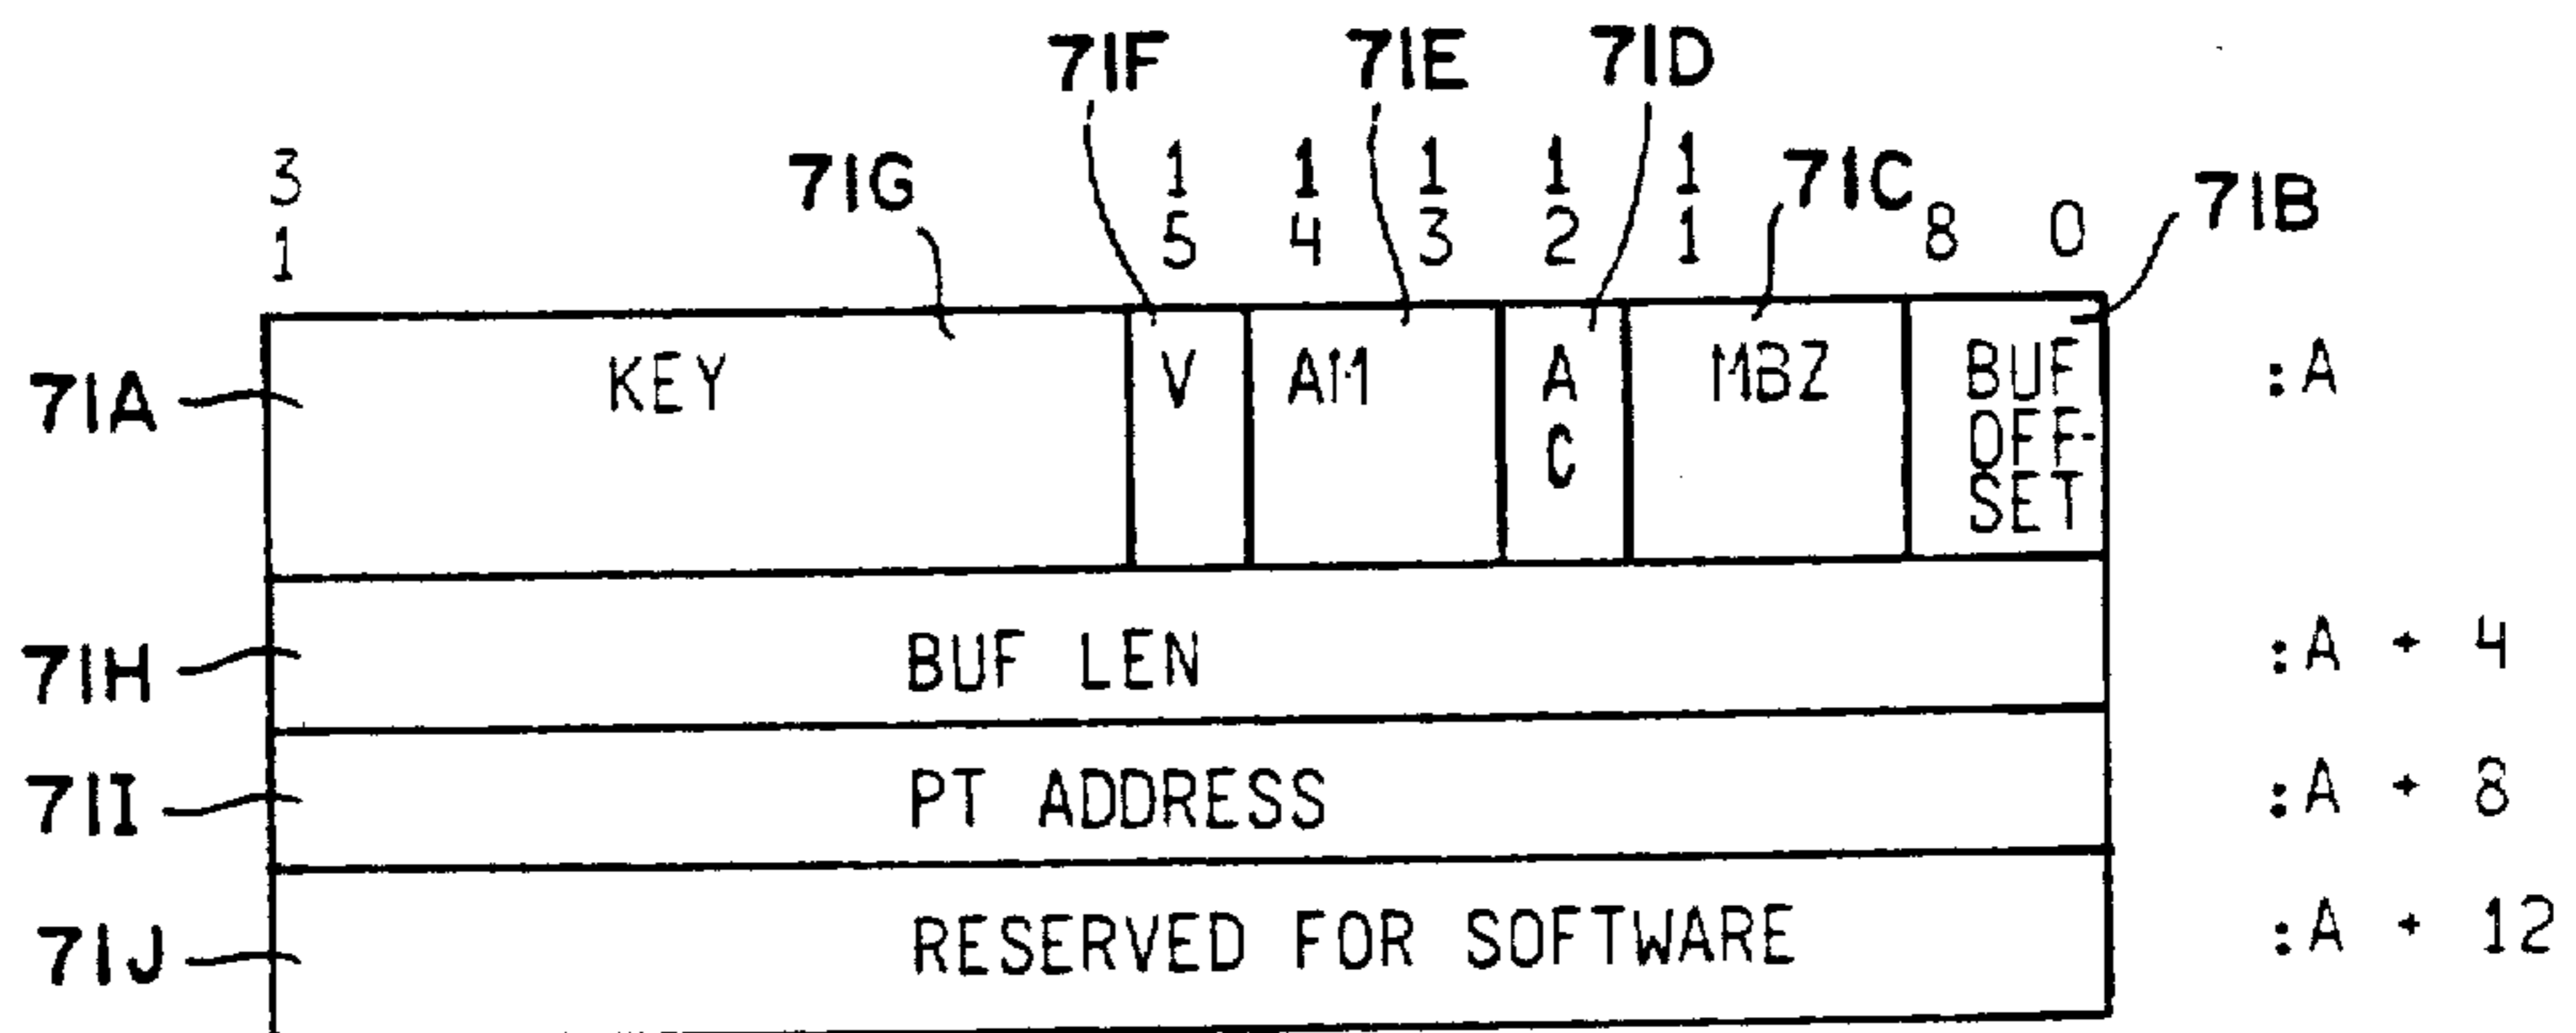 71F 71E 71D
3 1 1 1 1 1
71G 71C 71B
1 5 4 3 2 1 8 0
71A KEY V AM A MBZ BUF :A
C OFF-
SET
71H BUF LEN :A + 4
71I PT ADDRESS :A + 8
71J RESERVED FOR SOFTWARE :A + 12